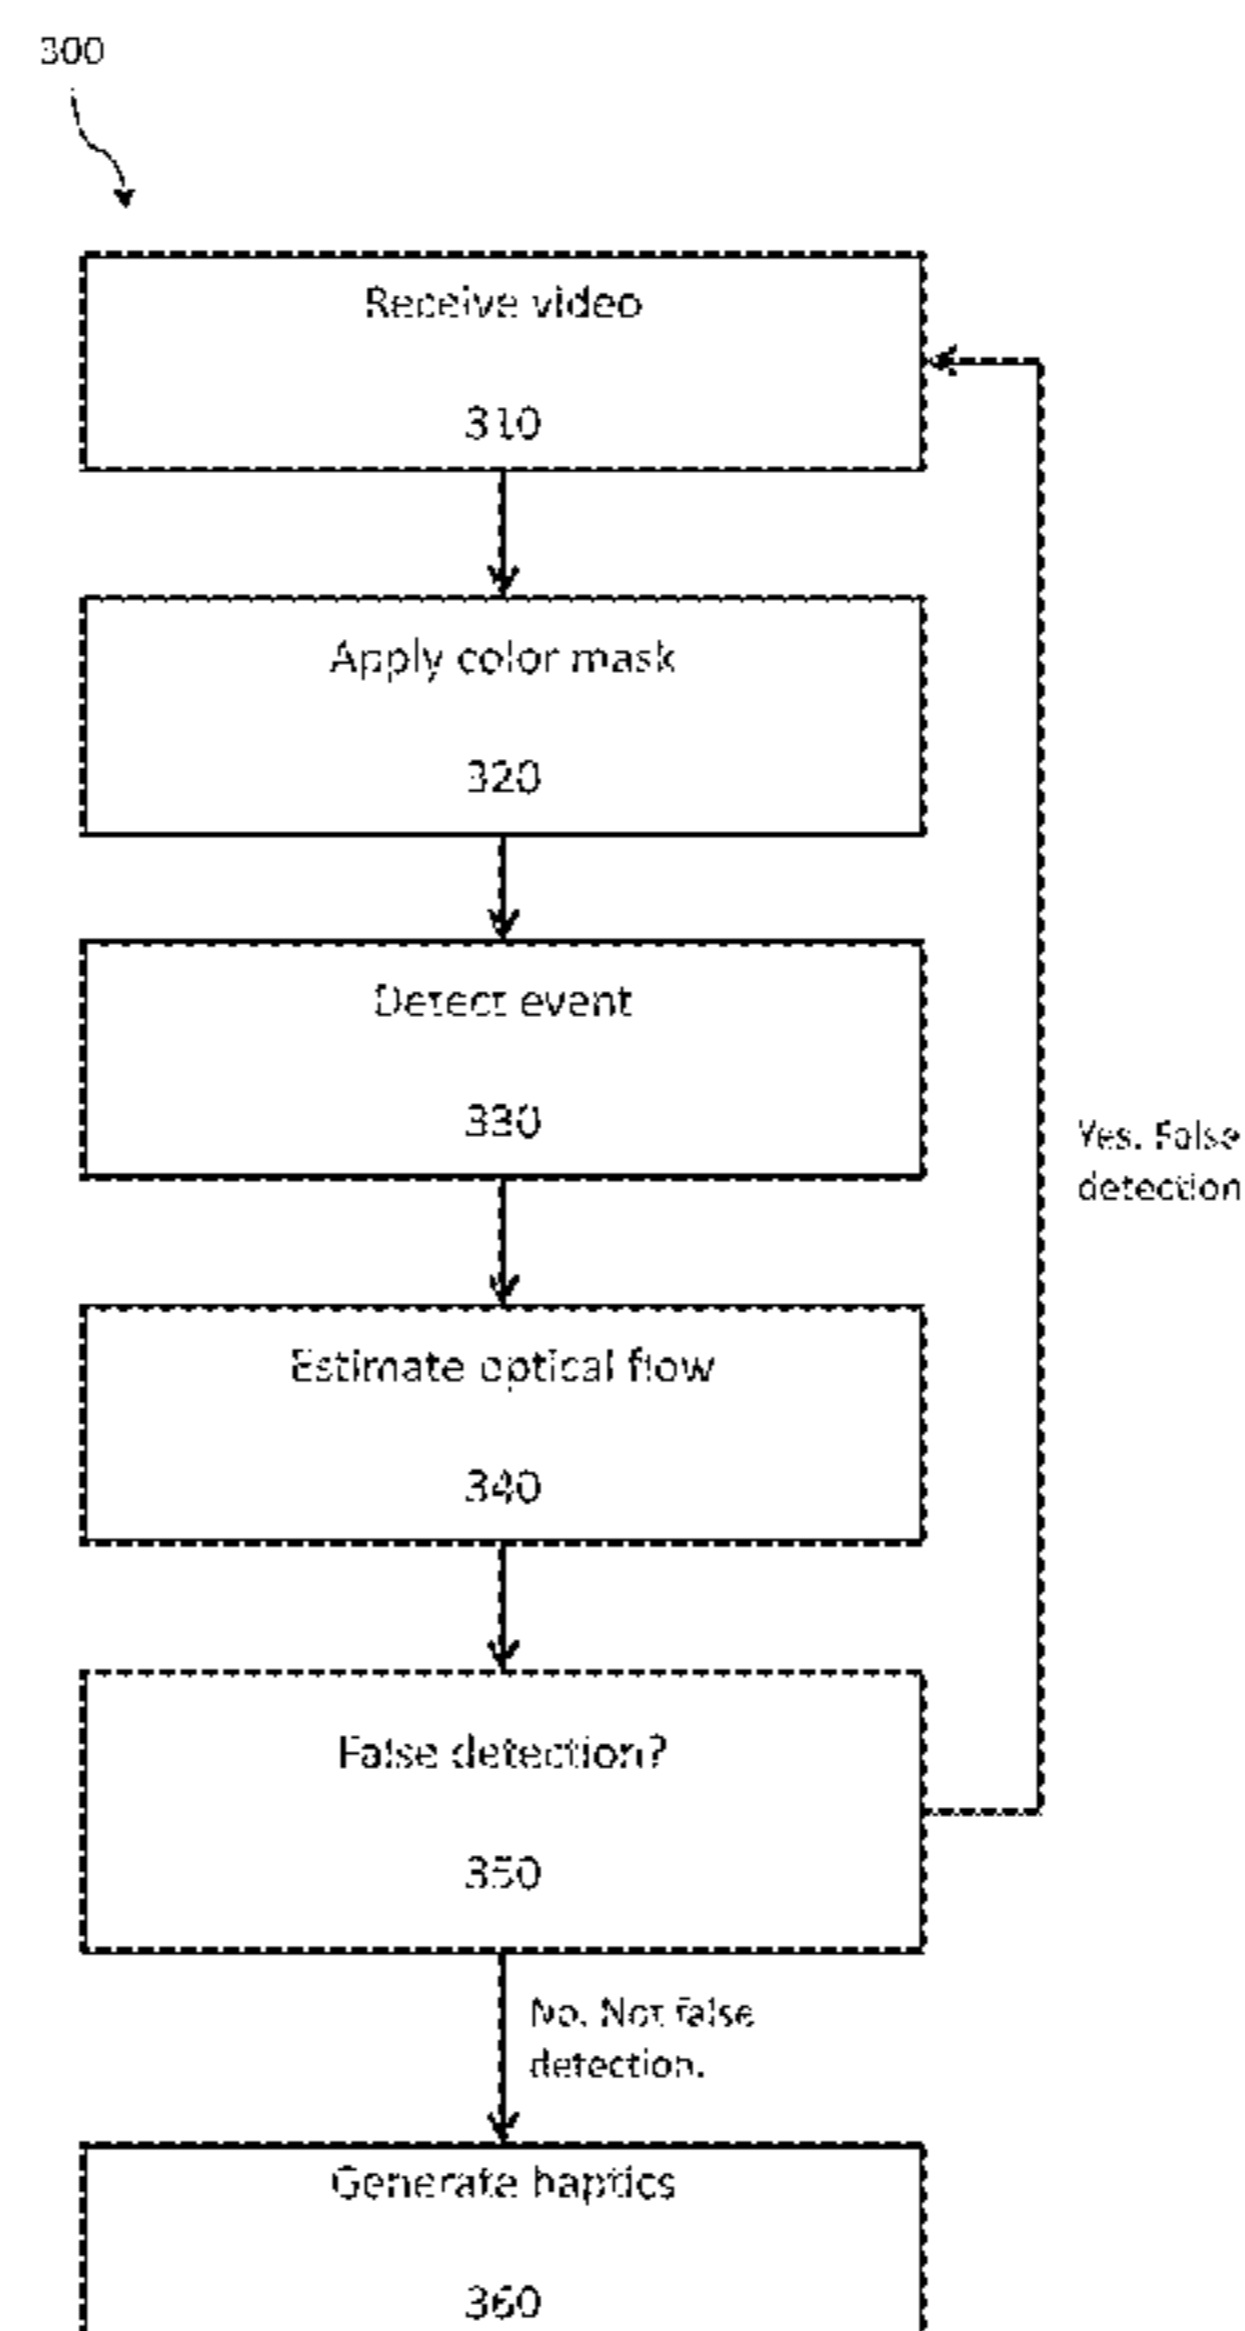 300
Receive video
310
Apply color mask
320
Detect event
330
Yes. False
detection
Estimate optical flow
340
False detection?
350
No. Not false
detection.
Generate haptics
360